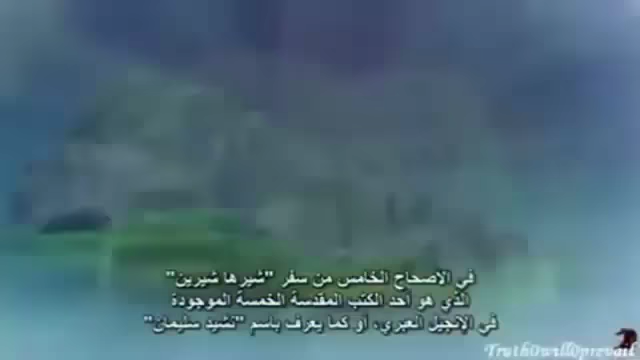 في الاصحاح الخامس من سفر "شيرها شيرين"
الذي هو أحد الكتب المقدسة الخمسة الموجودة
في الإنجيل العبري، أو كما يعرف باسم "نشيد سليمان"
Truth0will0prevail